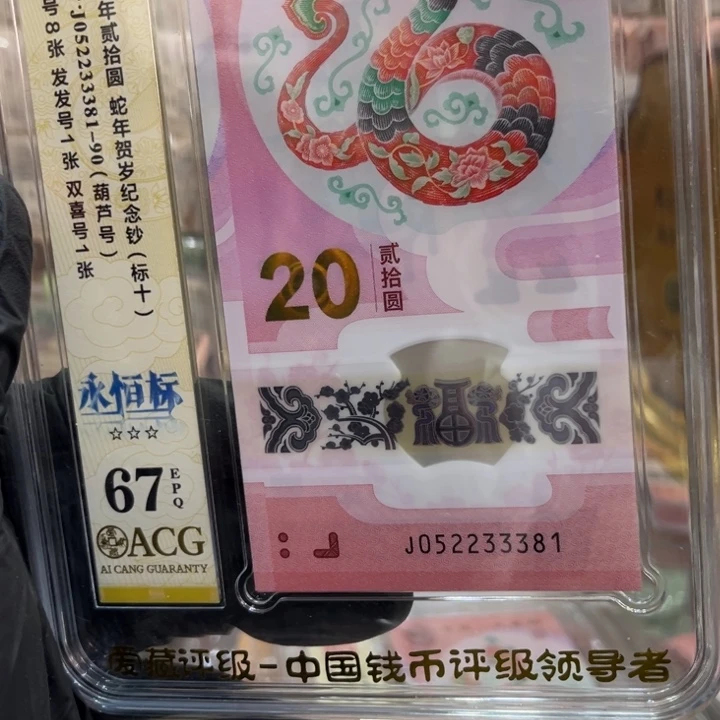 年贰拾圆 蛇年贺岁纪念钞(标十)
J052233381-90(葫芦号)
号8张 发发号1张 双喜号1张
永恒标
☆☆☆
67 EPQ
ACG
AI CANG GUARANTY
20
贰拾圆
福
J052233381
爱藏评级-中国钱币评级领导者